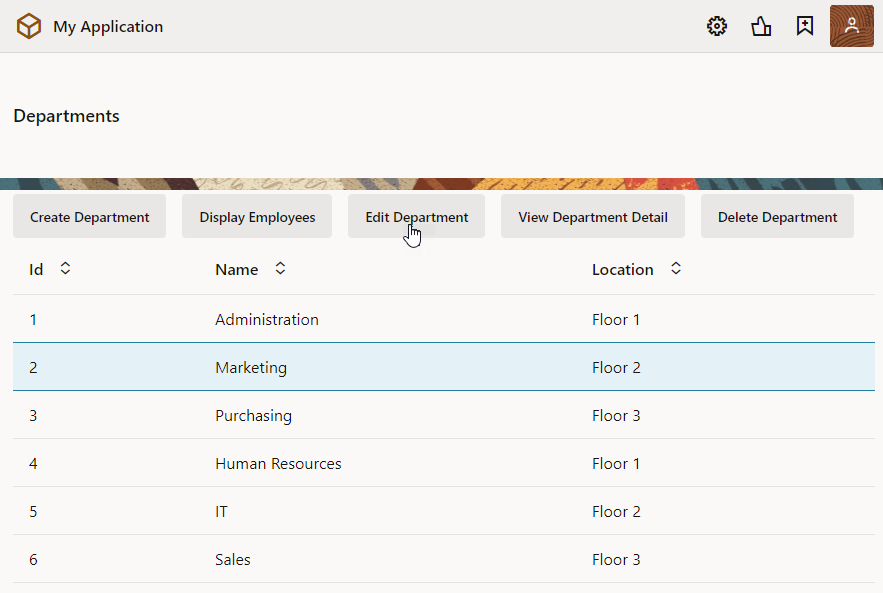 My Application
Departments
Create Department Display Employees Edit Department View Department Detail Delete Department
Id Name Location
1 Administration Floor 1
2 Marketing Floor 2
3 Purchasing Floor 3
4 Human Resources Floor 1
5 IT Floor 2
6 Sales Floor 3